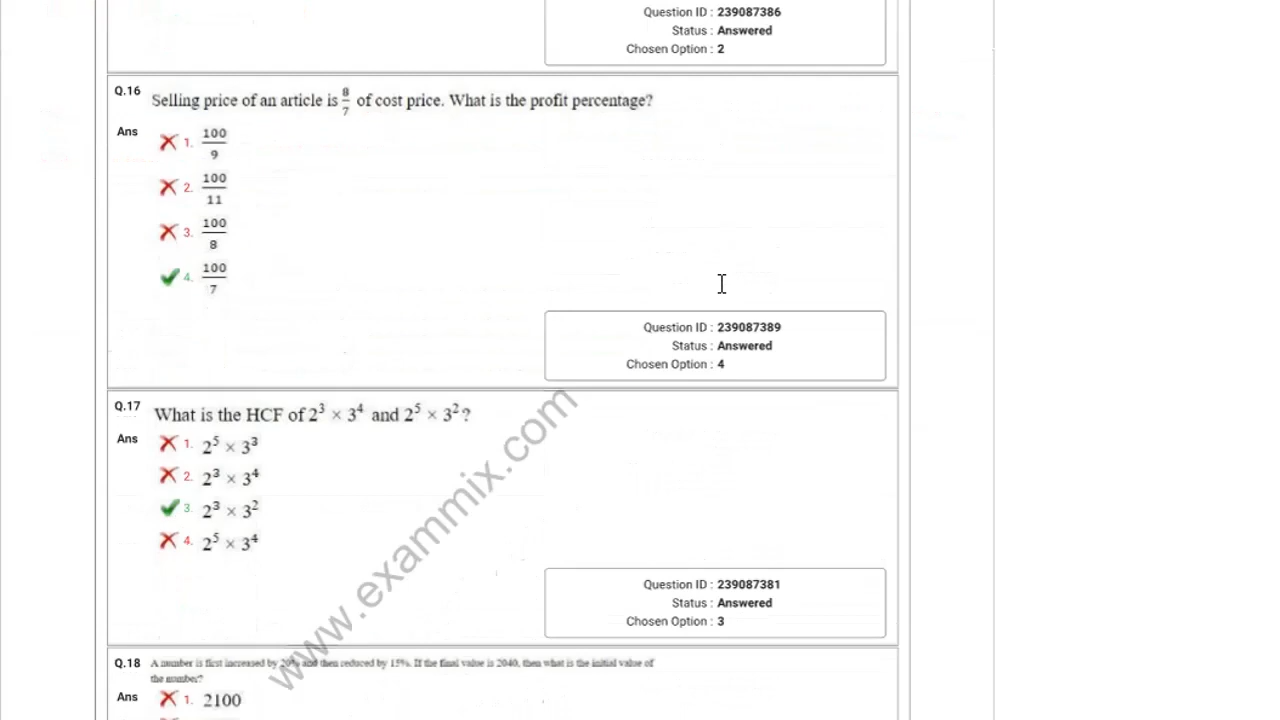 Question ID : 239087386
Status : Answered
Chosen Option : 2
Q.16 Selling price of an article is 8/7 of cost price. What is the profit percentage?
Ans 1. 100/9
2. 100/11
3. 100/8
4. 100/7
Question ID : 239087389
Status : Answered
Chosen Option : 4
Q.17 What is the HCF of 2³ × 3⁴ and 2⁵ × 3²?
Ans 1. 2⁵ × 3³
2. 2³ × 3⁴
3. 2³ × 3²
4. 2⁵ × 3⁴
Question ID : 239087381
Status : Answered
Chosen Option : 3
www.exammix.com
Q.18 A number is first increased by 20% and then reduced by 15%. If the final value is 2040, then what is the initial value of
the number?
Ans 1. 2100